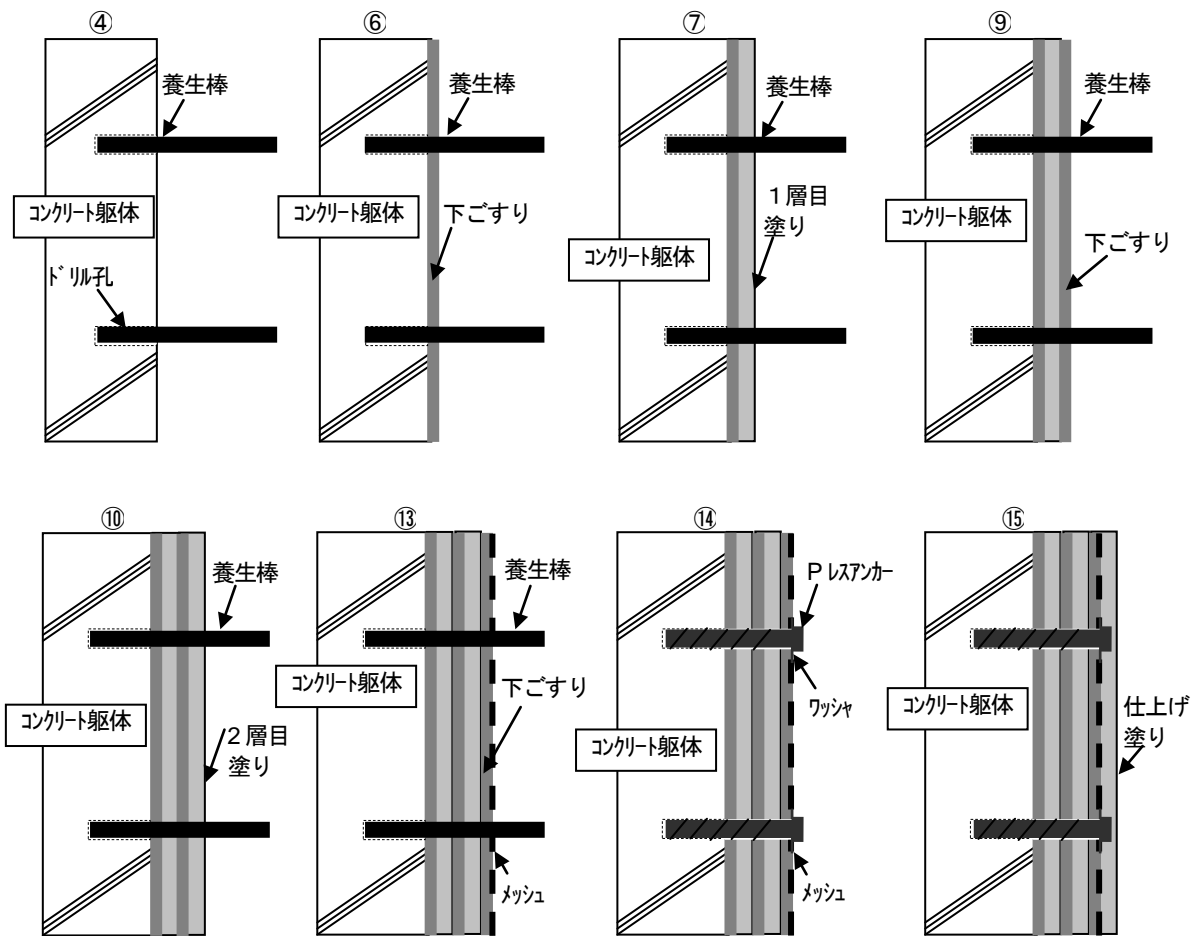 ④
養生棒
コンクリート躯体
ドリル孔
⑥
養生棒
コンクリート躯体
下ごすり
⑦
養生棒
1層目
塗り
コンクリート躯体
⑨
養生棒
コンクリート躯体
下ごすり
⑩
養生棒
コンクリート躯体
2層目
塗り
⑬
養生棒
コンクリート躯体
下ごすり
メッシュ
⑭
Pレスアンカー
ワッシャ
コンクリート躯体
メッシュ
⑮
コンクリート躯体
仕上げ
塗り